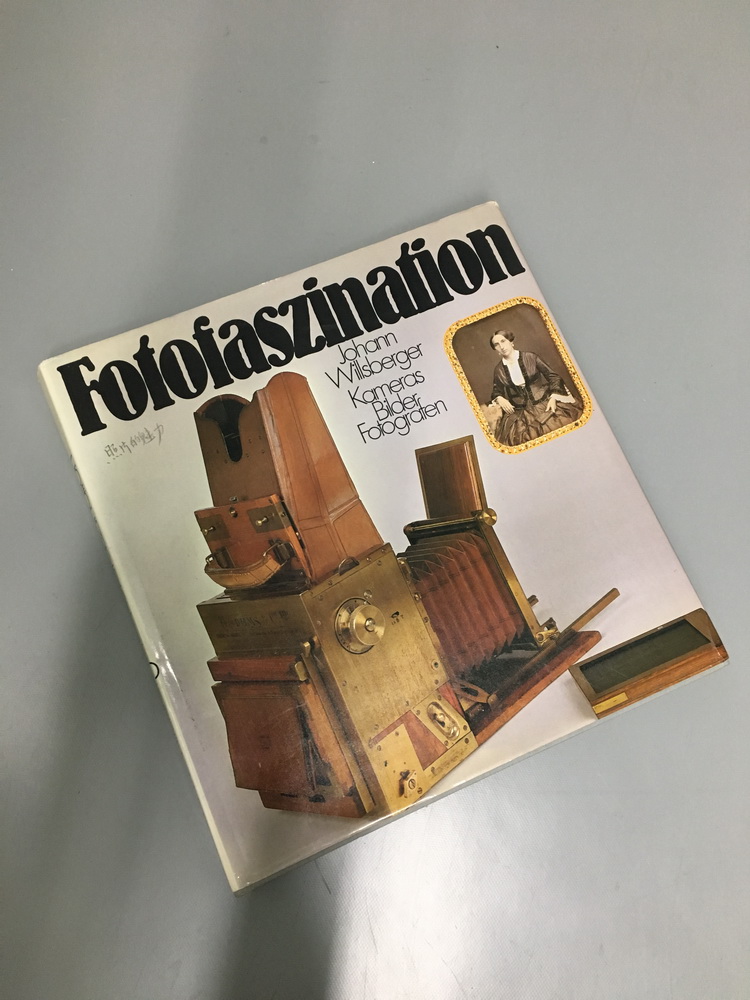 Fotofaszination
Johann
Willsberger
Kameras
Bilder
Fotografen
照片的魅力